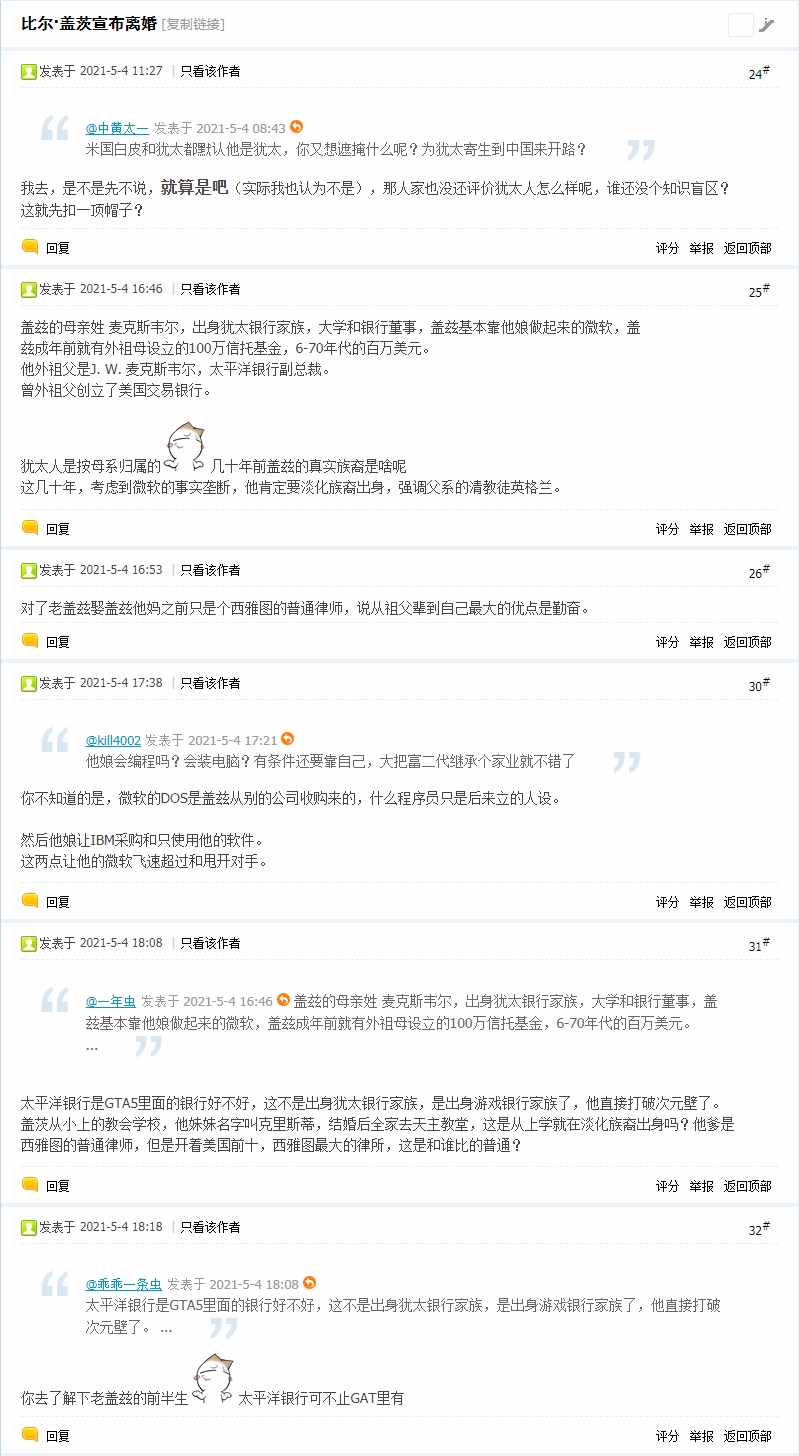 比尔·盖茨宣布离婚 [复制链接]
发表于 2021-5-4 11:27 | 只看该作者
24#
@中黄太一 发表于 2021-5-4 08:43
米国白皮和犹太都默认他是犹太，你又想遮掩什么呢？为犹太寄生到中国来开路？
我去，是不是先不说，就算是吧（实际我也认为不是），那人家也没还评价犹太人怎么样呢，谁还没个知识盲区？
这就先扣一顶帽子？
回复
评分 举报 返回顶部
发表于 2021-5-4 16:46 | 只看该作者
25#
盖兹的母亲姓 麦克斯韦尔，出身犹太银行家族，大学和银行董事，盖兹基本靠他娘做起来的微软，盖
兹成年前就有外祖母设立的100万信托基金，6-70年代的百万美元。
他外祖父是J. W. 麦克斯韦尔，太平洋银行副总裁。
曾外祖父创立了美国交易银行。
犹太人是按母系归属的 几十年前盖兹的真实族裔是啥呢
这几十年，考虑到微软的事实垄断，他肯定要淡化族裔出身，强调父系的清教徒英格兰。
回复
评分 举报 返回顶部
发表于 2021-5-4 16:53 | 只看该作者
26#
对了老盖兹娶盖兹他妈之前只是个西雅图的普通律师，说从祖父辈到自己最大的优点是勤奋。
回复
评分 举报 返回顶部
发表于 2021-5-4 17:38 | 只看该作者
30#
@kill4002 发表于 2021-5-4 17:21
他娘会编程吗？会装电脑？有条件还要靠自己，大把富二代继承个家业就不错了
你不知道的是，微软的DOS是盖兹从别的公司收购来的，什么程序员只是后来立的人设。
然后他娘让IBM采购和只使用他的软件。
这两点让他的微软飞速超过和甩开对手。
回复
评分 举报 返回顶部
发表于 2021-5-4 18:08 | 只看该作者
31#
@一年虫 发表于 2021-5-4 16:46 盖兹的母亲姓 麦克斯韦尔，出身犹太银行家族，大学和银行董事，盖
兹基本靠他娘做起来的微软，盖兹成年前就有外祖母设立的100万信托基金，6-70年代的百万美元。
...
太平洋银行是GTA5里面的银行好不好，这不是出身犹太银行家族，是出身游戏银行家族了，他直接打破次元壁了。
盖茨从小上的教会学校，他妹妹名字叫克里斯蒂，结婚后全家去天主教堂，这是从上学就在淡化族裔出身吗？他爹是
西雅图的普通律师，但是开着美国前十，西雅图最大的律所，这是和谁比的普通？
回复
评分 举报 返回顶部
发表于 2021-5-4 18:18 | 只看该作者
32#
@乖乖一条虫 发表于 2021-5-4 18:08
太平洋银行是GTA5里面的银行好不好，这不是出身犹太银行家族，是出身游戏银行家族了，他直接打破
次元壁了。 ...
你去了解下老盖兹的前半生 太平洋银行可不止GAT里有
回复
评分 举报 返回顶部